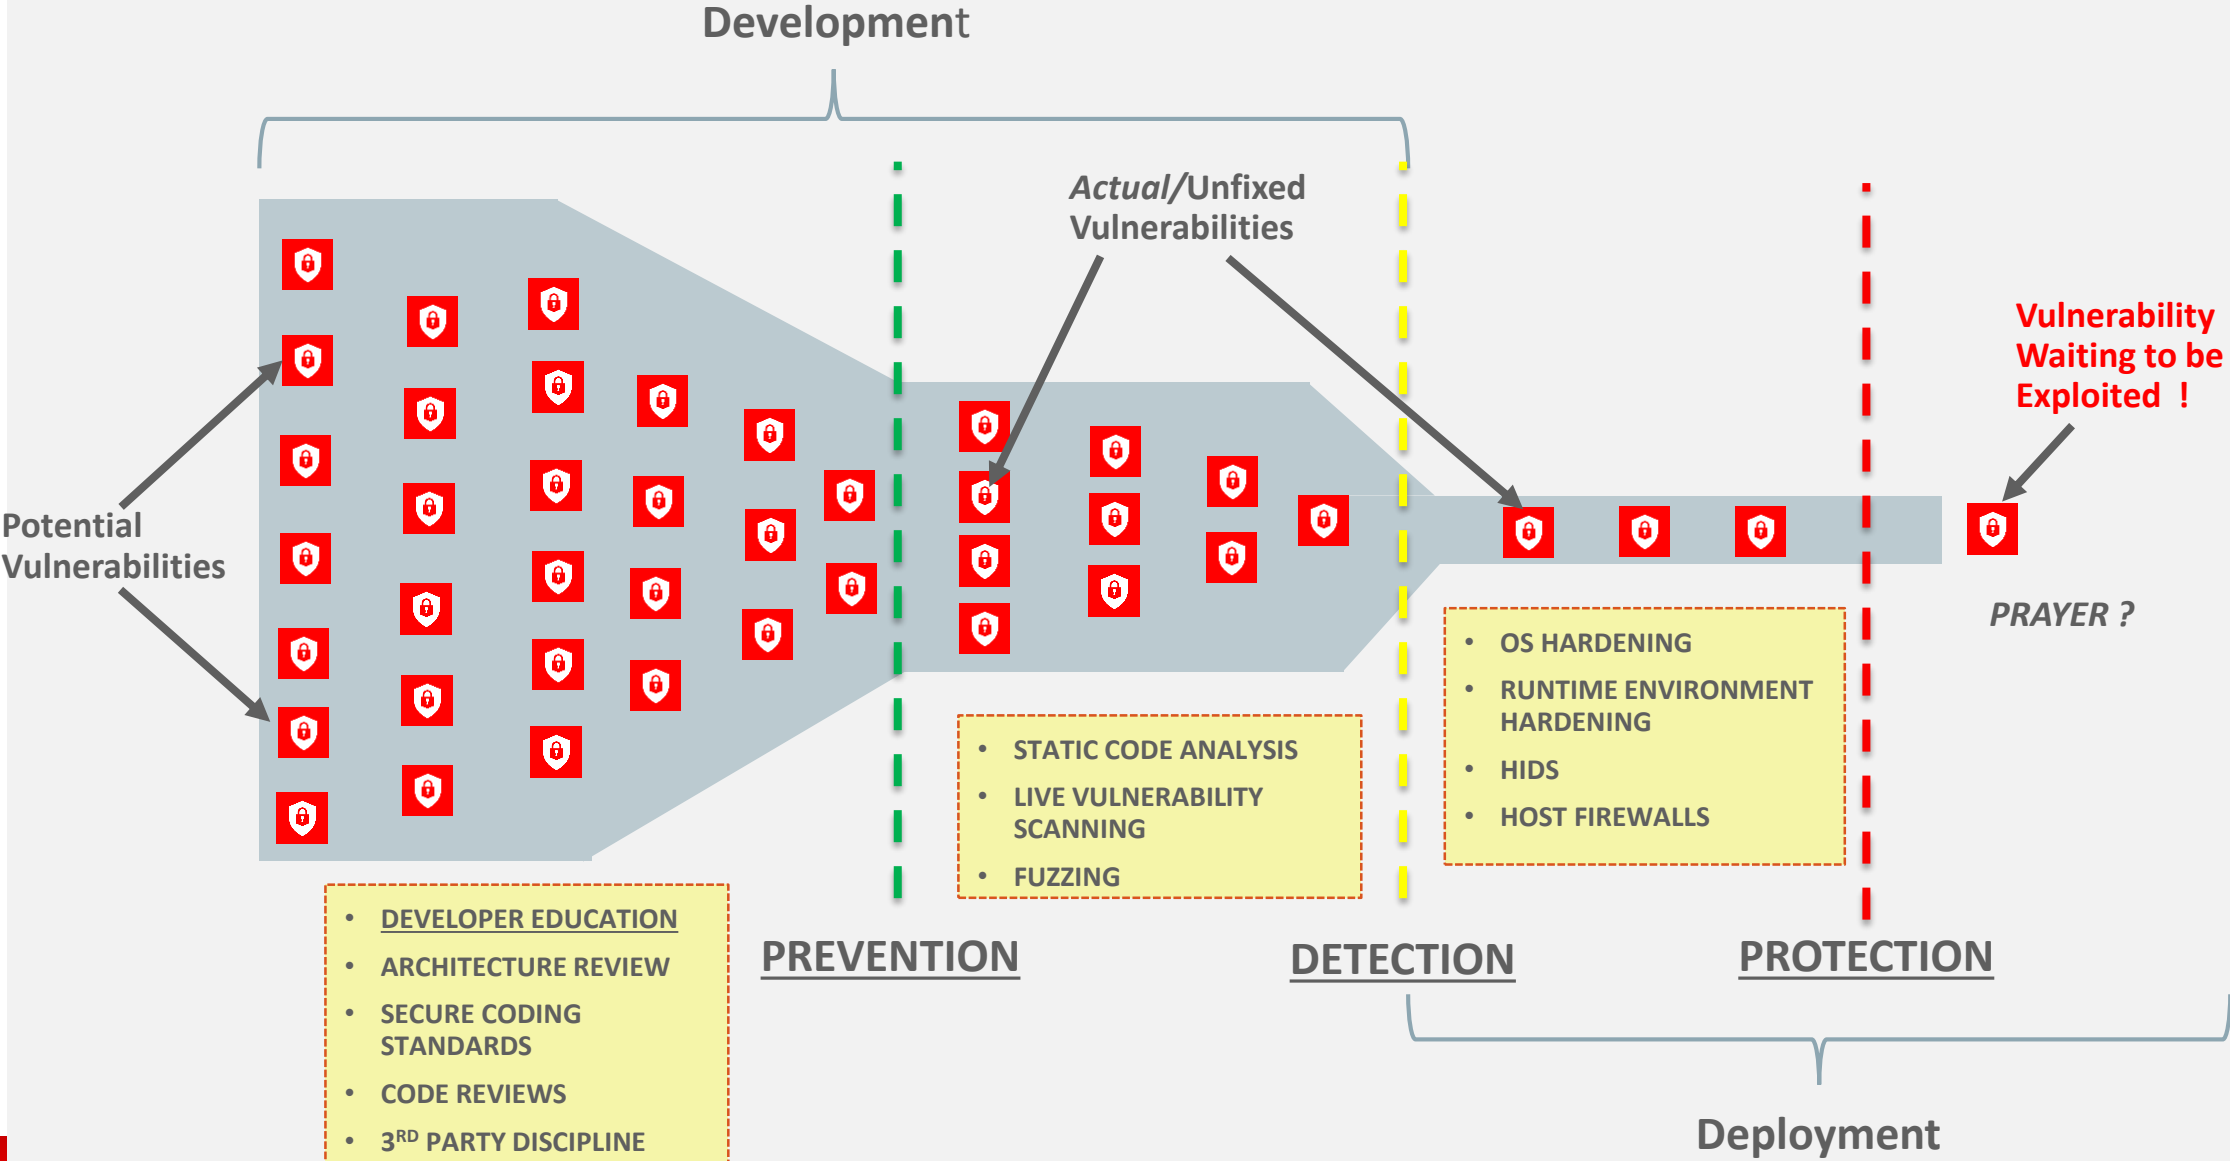 Development
Actual/Unfixed
Vulnerabilities
Vulnerability
Waiting to be
Exploited !
Potential
Vulnerabilities
PRAYER ?
• OS HARDENING
• RUNTIME ENVIRONMENT
HARDENING
• HIDS
• HOST FIREWALLS
• STATIC CODE ANALYSIS
• LIVE VULNERABILITY
SCANNING
• FUZZING
• DEVELOPER EDUCATION
• ARCHITECTURE REVIEW
• SECURE CODING
STANDARDS
• CODE REVIEWS
• 3RD PARTY DISCIPLINE
PREVENTION
DETECTION
PROTECTION
Deployment